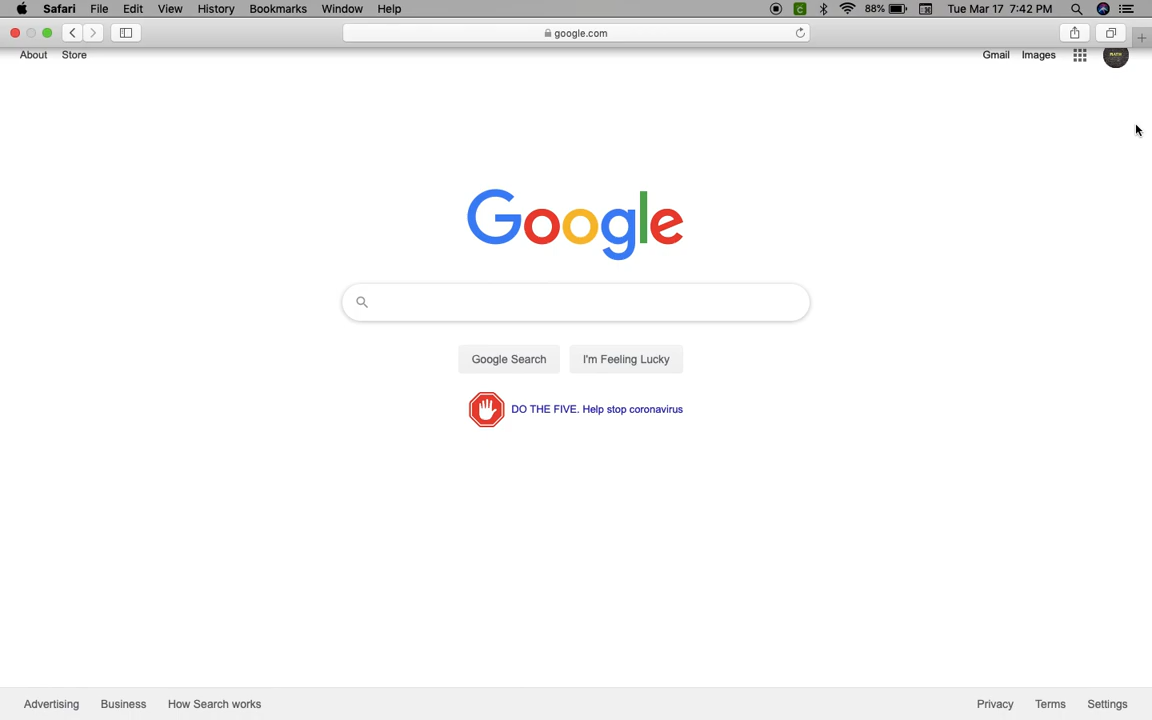 Safari File Edit View History Bookmarks Window Help 88% Tue Mar 17 7:42 PM
google.com
About Store Gmail Images
Google
Google Search I'm Feeling Lucky
DO THE FIVE. Help stop coronavirus
Advertising Business How Search works Privacy Terms Settings